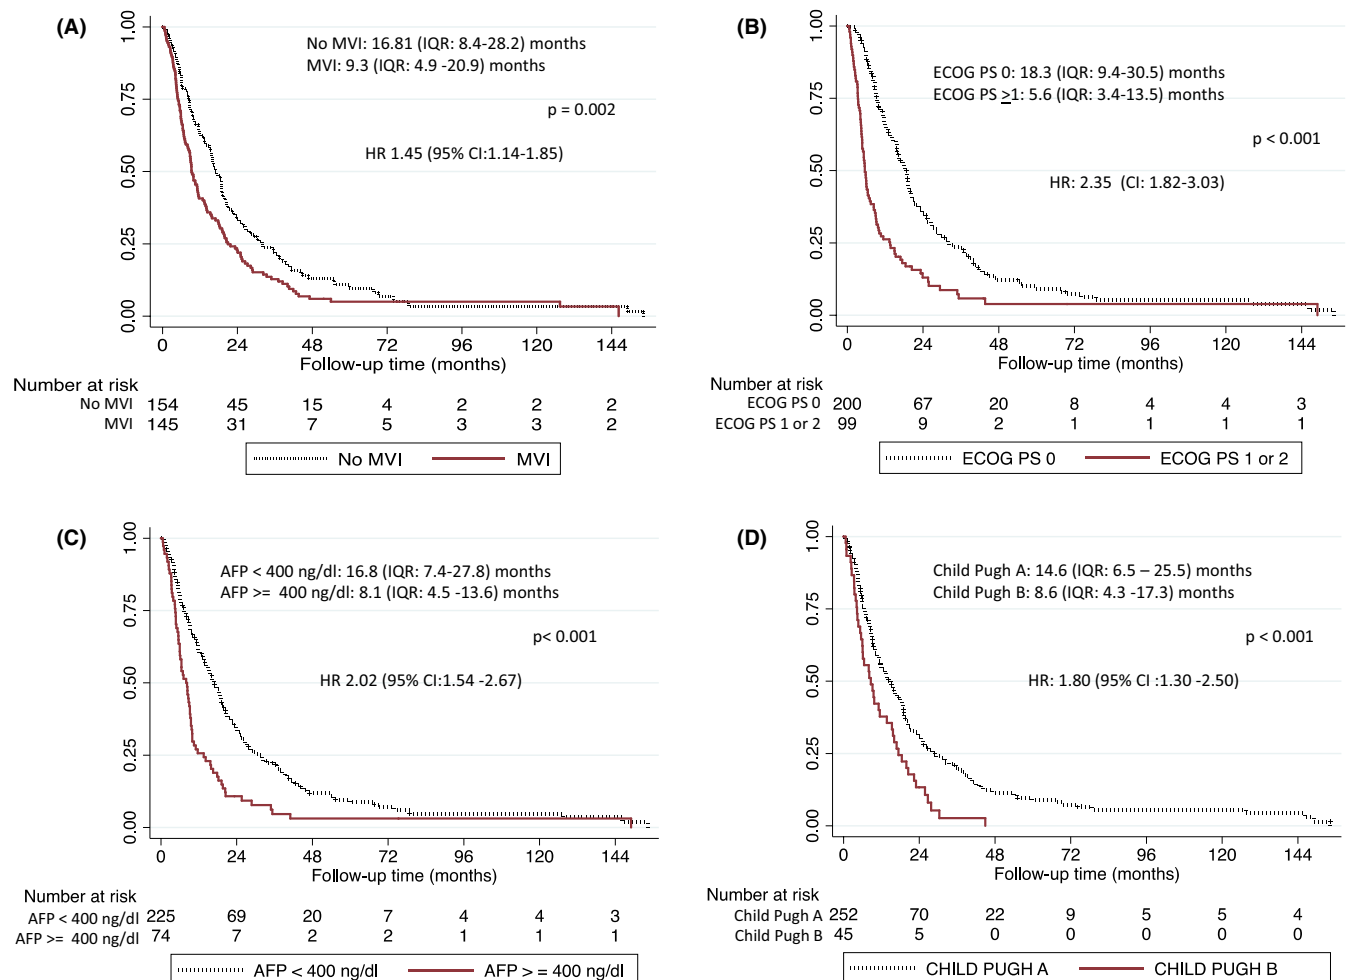 (A)
No MVI: 16.81 (IQR: 8.4-28.2) months
MVI: 9.3 (IQR: 4.9 -20.9) months
p = 0.002
HR 1.45 (95% CI:1.14-1.85)
1.00
0.75
0.50
0.25
0.00
0 24 48 72 96 120 144
Follow-up time (months)
Number at risk
No MVI 154 45 15 4 2 2 2
MVI 145 31 7 5 3 3 2
No MVI MVI
(B)
ECOG PS 0: 18.3 (IQR: 9.4-30.5) months
ECOG PS >1: 5.6 (IQR: 3.4-13.5) months
p < 0.001
HR: 2.35 (CI: 1.82-3.03)
1.00
0.75
0.50
0.25
0.00
0 24 48 72 96 120 144
Follow-up time (months)
Number at risk
ECOG PS 0 200 67 20 8 4 4 3
ECOG PS 1 or 2 99 9 2 1 1 1 1
ECOG PS 0 ECOG PS 1 or 2
(C)
AFP < 400 ng/dl: 16.8 (IQR: 7.4-27.8) months
AFP >= 400 ng/dl: 8.1 (IQR: 4.5 -13.6) months
p< 0.001
HR 2.02 (95% CI:1.54 -2.67)
1.00
0.75
0.50
0.25
0.00
0 24 48 72 96 120 144
Follow-up time (months)
Number at risk
AFP < 400 ng/dl 225 69 20 7 4 4 3
AFP >= 400 ng/dl 74 7 2 2 1 1 1
AFP < 400 ng/dl AFP > = 400 ng/dl
(D)
Child Pugh A: 14.6 (IQR: 6.5 – 25.5) months
Child Pugh B: 8.6 (IQR: 4.3 -17.3) months
p < 0.001
HR: 1.80 (95% CI :1.30 -2.50)
1.00
0.75
0.50
0.25
0.00
0 24 48 72 96 120 144
Follow-up time (months)
Number at risk
Child Pugh A 252 70 22 9 5 5 4
Child Pugh B 45 5 0 0 0 0 0
CHILD PUGH A CHILD PUGH B